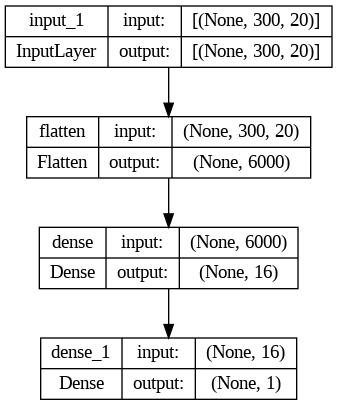 input_1 input: [(None, 300, 20)]
InputLayer output: [(None, 300, 20)]
flatten input: (None, 300, 20)
Flatten output: (None, 6000)
dense input: (None, 6000)
Dense output: (None, 16)
dense_1 input: (None, 16)
Dense output: (None, 1)